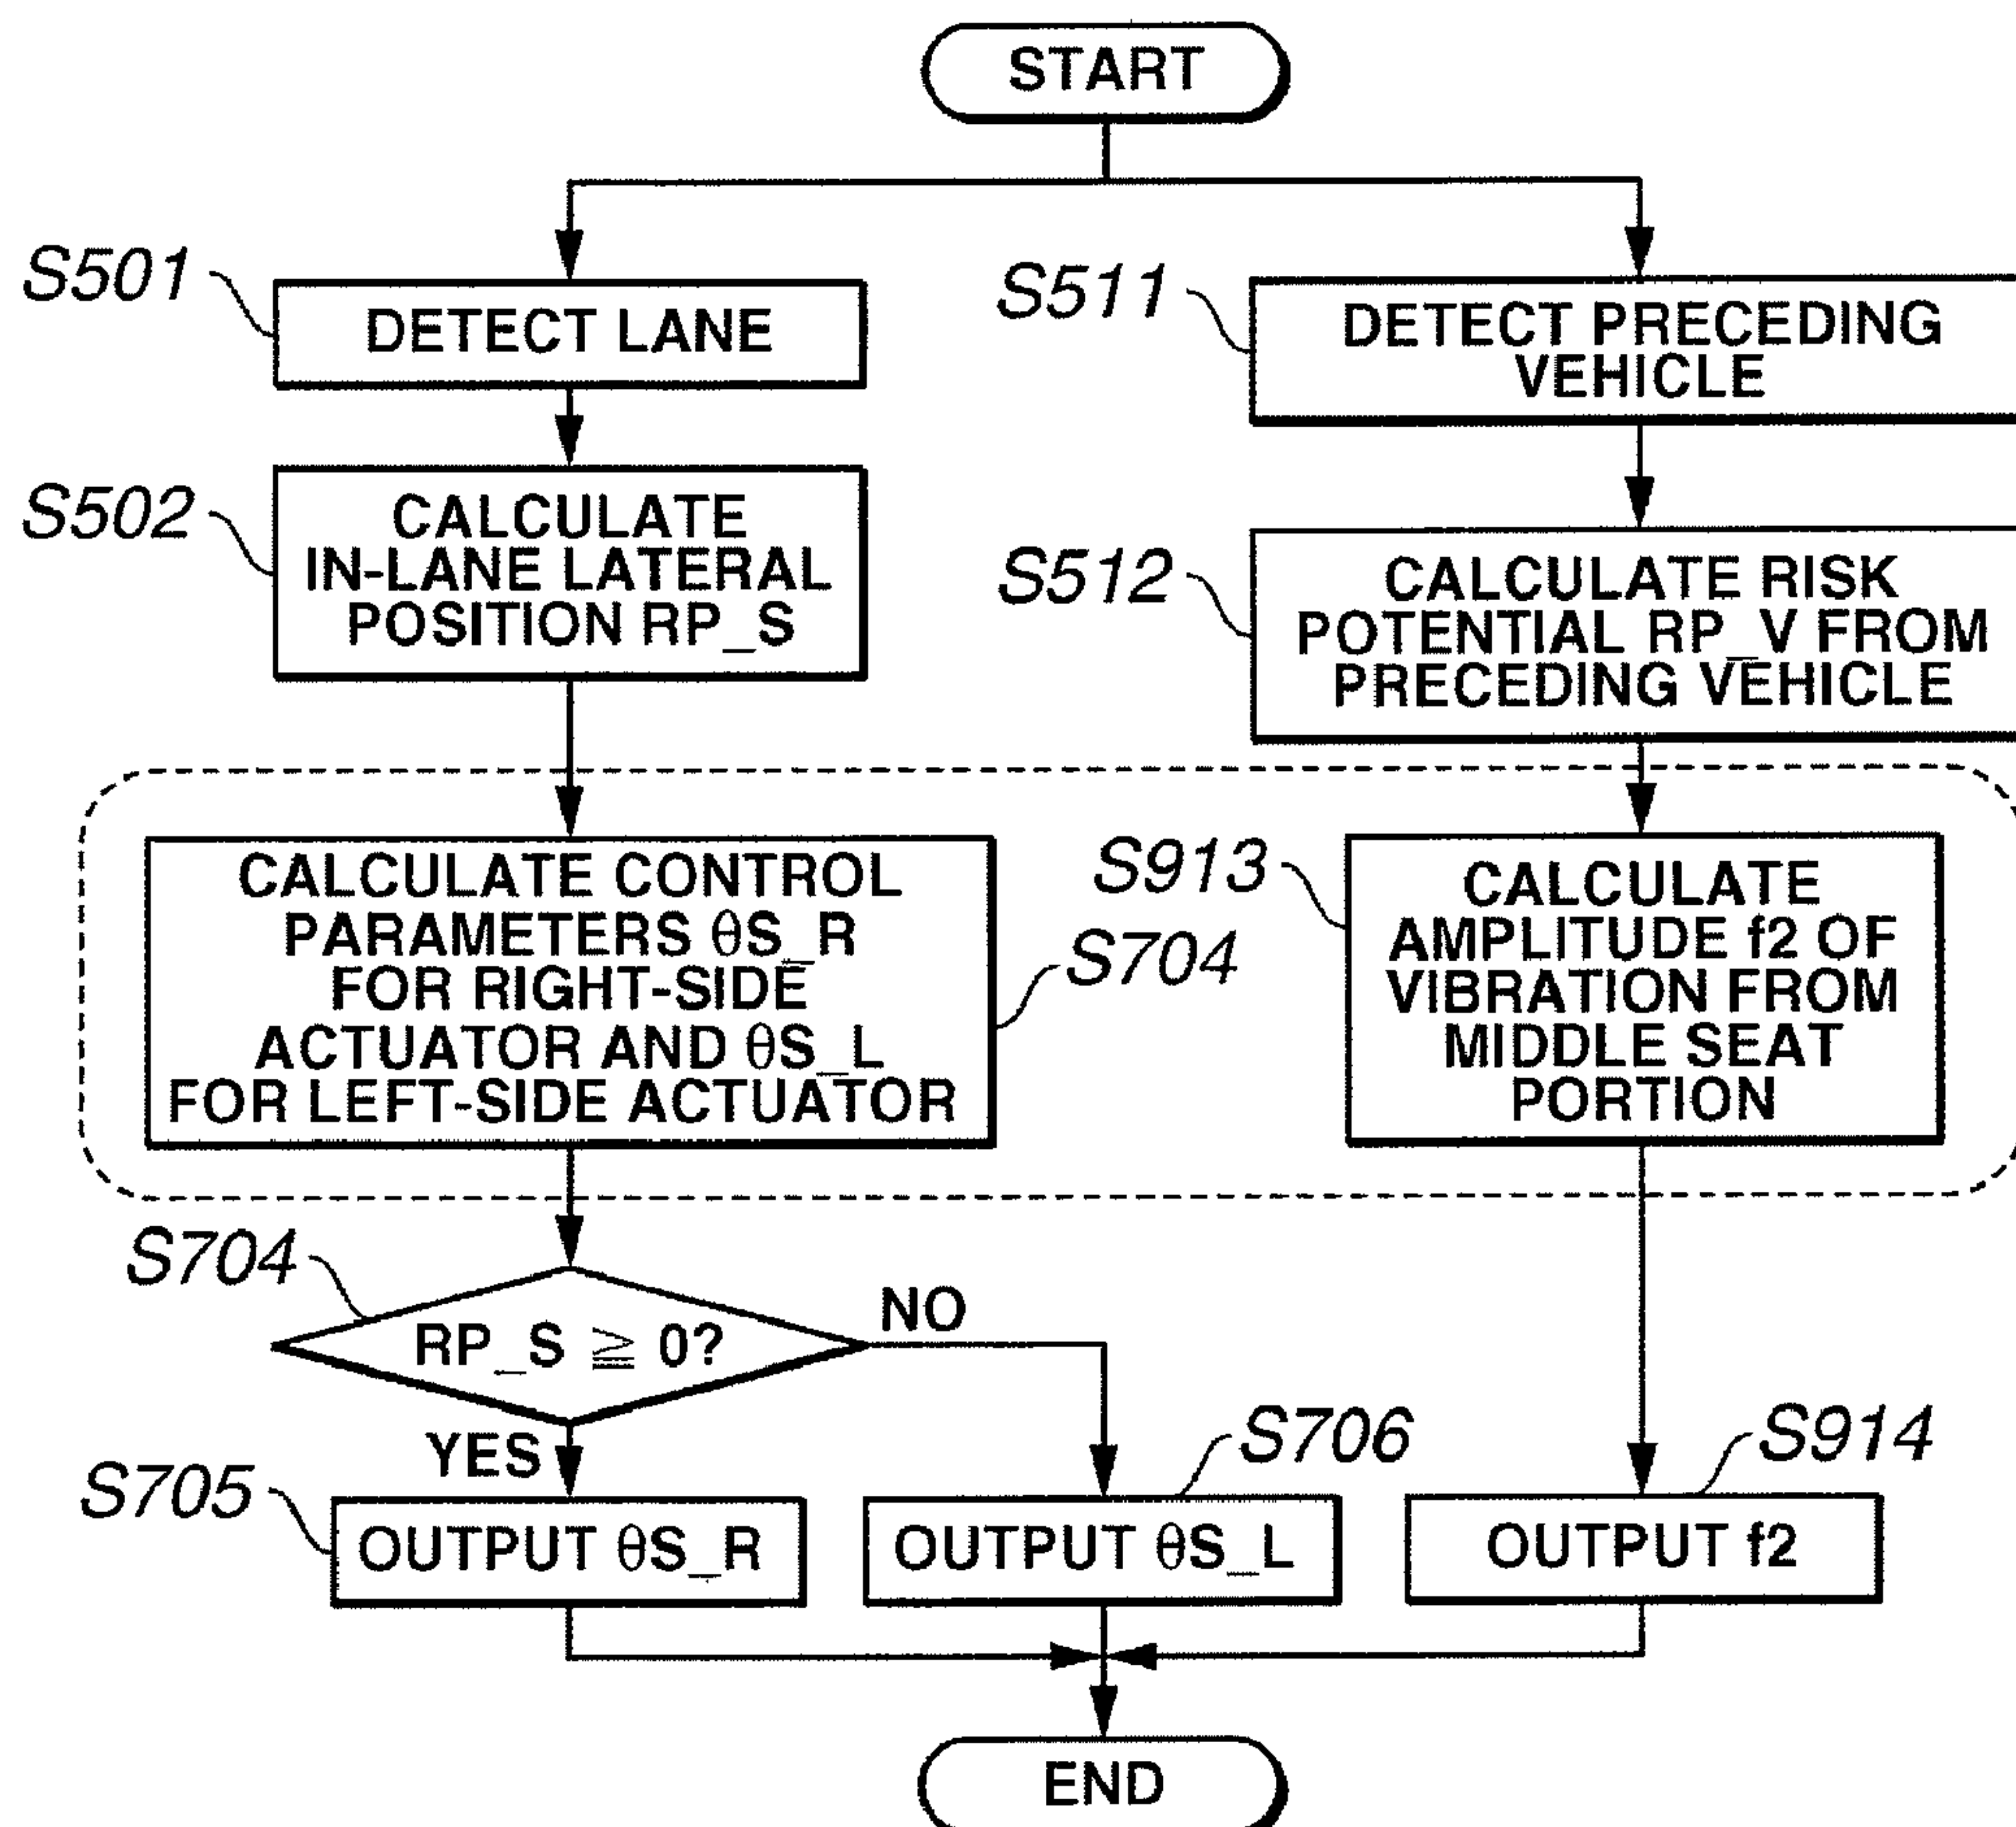 START
S501
DETECT LANE
S511
DETECT PRECEDING
VEHICLE
S502
CALCULATE
IN-LANE LATERAL
POSITION RP_S
S512
CALCULATE RISK
POTENTIAL RP_V FROM
PRECEDING VEHICLE
CALCULATE CONTROL
PARAMETERS θS_R
FOR RIGHT-SIDE
ACTUATOR AND θS_L
FOR LEFT-SIDE ACTUATOR
S704
S913
CALCULATE
AMPLITUDE f2 OF
VIBRATION FROM
MIDDLE SEAT
PORTION
S704
RP_S ≧ 0?
NO
YES
S705
OUTPUT θS_R
S706
OUTPUT θS_L
S914
OUTPUT f2
END